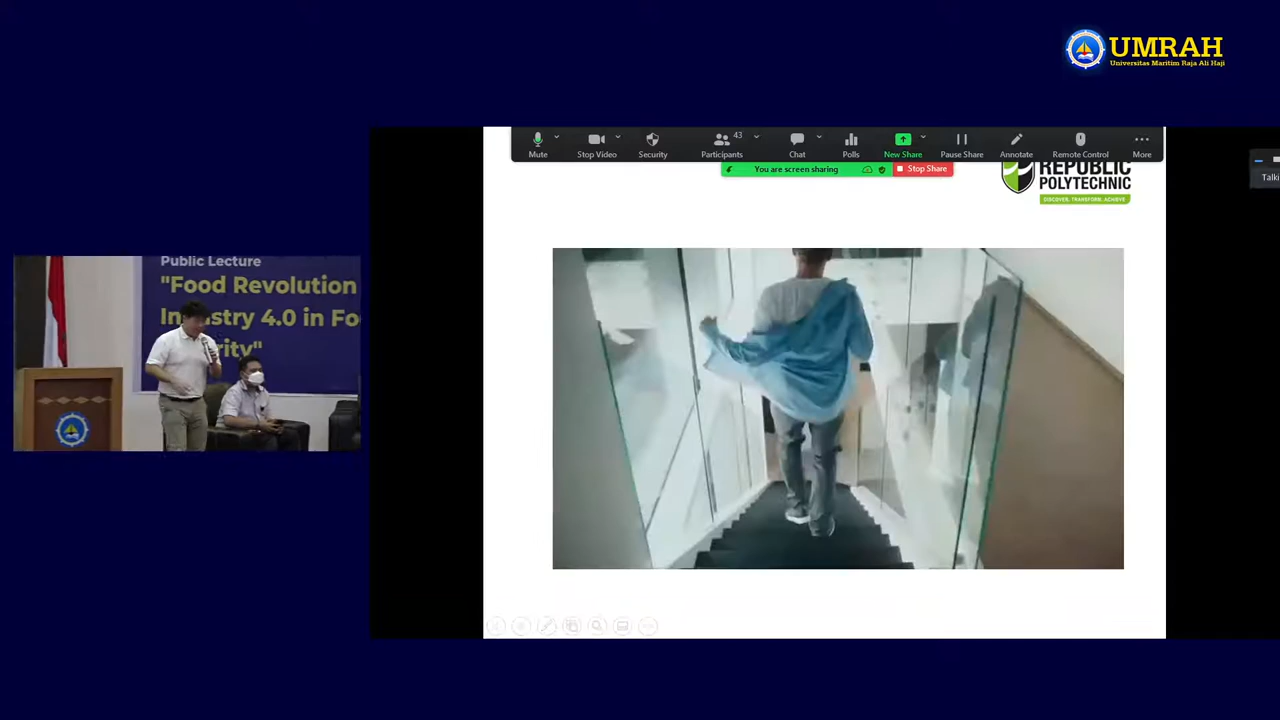 UMRAH
Universitas Maritim Raja Ali Haji
43
Mute
Stop Video
Security
Participants
Chat
Polls
New Share
Pause Share
Annotate
Remote Control
More
You are screen sharing
Stop Share
Talki
REPUBLIC
POLYTECHNIC
DISCOVER. TRANSFORM. ACHIEVE
Public Lecture
"Food Revolution
Industry 4.0 in Fo
rity"